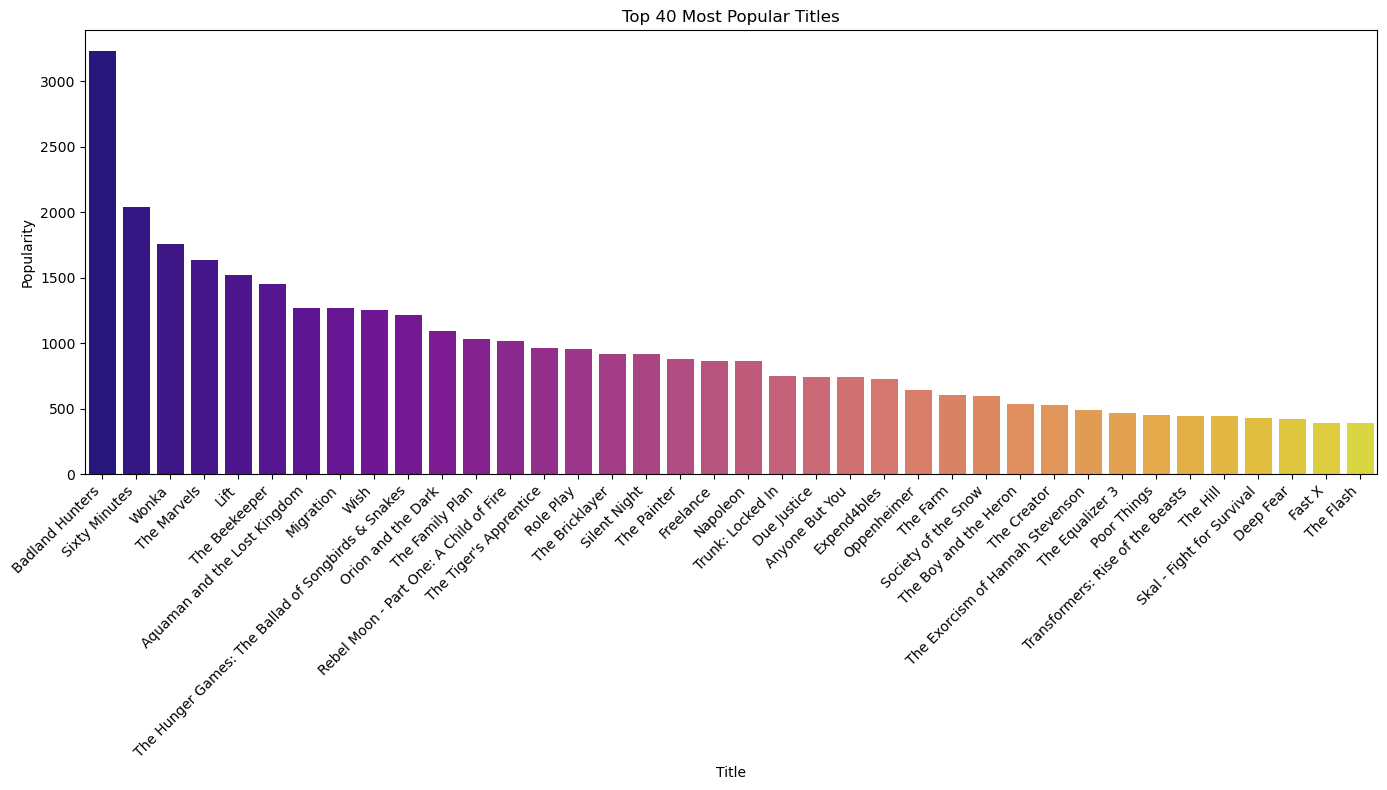 Top 40 Most Popular Titles
Popularity
3000
2500
2000
1500
1000
500
0
Badland Hunters
Sixty Minutes
Wonka
The Marvels
Lift
The Beekeeper
Aquaman and the Lost Kingdom
Migration
Wish
The Hunger Games: The Ballad of Songbirds & Snakes
Orion and the Dark
The Family Plan
Rebel Moon - Part One: A Child of Fire
The Tiger's Apprentice
Role Play
The Bricklayer
Silent Night
The Painter
Freelance
Napoleon
Trunk: Locked In
Due Justice
Anyone But You
Expend4bles
Oppenheimer
The Farm
Society of the Snow
The Boy and the Heron
The Creator
The Exorcism of Hannah Stevenson
The Equalizer 3
Poor Things
Transformers: Rise of the Beasts
The Hill
Skal - Fight for Survival
Deep Fear
Fast X
The Flash
Title